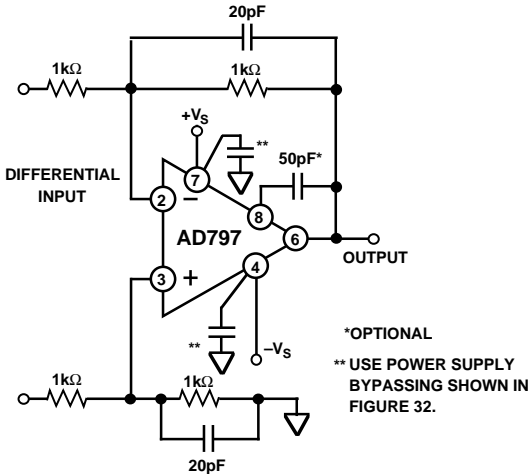 20pF
1kΩ
1kΩ
+VS
**
50pF*
DIFFERENTIAL
INPUT
7
2
−
8
AD797
6
OUTPUT
3
+
4
*OPTIONAL
**
−VS
** USE POWER SUPPLY
BYPASSING SHOWN IN
FIGURE 32.
1kΩ
1kΩ
20pF